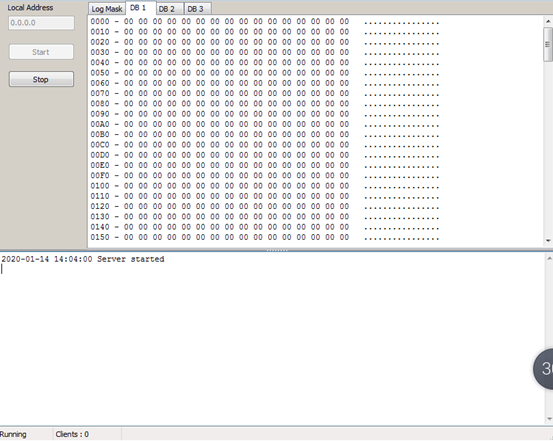 Local Address
0.0.0.0
Start
Stop
Log Mask DB 1 DB 2 DB 3
0000 - 00 00 00 00 00 00 00 00 00 00 00 00 00 00 00 00 ................
0010 - 00 00 00 00 00 00 00 00 00 00 00 00 00 00 00 00 ................
0020 - 00 00 00 00 00 00 00 00 00 00 00 00 00 00 00 00 ................
0030 - 00 00 00 00 00 00 00 00 00 00 00 00 00 00 00 00 ................
0040 - 00 00 00 00 00 00 00 00 00 00 00 00 00 00 00 00 ................
0050 - 00 00 00 00 00 00 00 00 00 00 00 00 00 00 00 00 ................
0060 - 00 00 00 00 00 00 00 00 00 00 00 00 00 00 00 00 ................
0070 - 00 00 00 00 00 00 00 00 00 00 00 00 00 00 00 00 ................
0080 - 00 00 00 00 00 00 00 00 00 00 00 00 00 00 00 00 ................
0090 - 00 00 00 00 00 00 00 00 00 00 00 00 00 00 00 00 ................
00A0 - 00 00 00 00 00 00 00 00 00 00 00 00 00 00 00 00 ................
00B0 - 00 00 00 00 00 00 00 00 00 00 00 00 00 00 00 00 ................
00C0 - 00 00 00 00 00 00 00 00 00 00 00 00 00 00 00 00 ................
00D0 - 00 00 00 00 00 00 00 00 00 00 00 00 00 00 00 00 ................
00E0 - 00 00 00 00 00 00 00 00 00 00 00 00 00 00 00 00 ................
00F0 - 00 00 00 00 00 00 00 00 00 00 00 00 00 00 00 00 ................
0100 - 00 00 00 00 00 00 00 00 00 00 00 00 00 00 00 00 ................
0110 - 00 00 00 00 00 00 00 00 00 00 00 00 00 00 00 00 ................
0120 - 00 00 00 00 00 00 00 00 00 00 00 00 00 00 00 00 ................
0130 - 00 00 00 00 00 00 00 00 00 00 00 00 00 00 00 00 ................
0140 - 00 00 00 00 00 00 00 00 00 00 00 00 00 00 00 00 ................
0150 - 00 00 00 00 00 00 00 00 00 00 00 00 00 00 00 00 ................
2020-01-14 14:04:00 Server started
Running Clients : 0